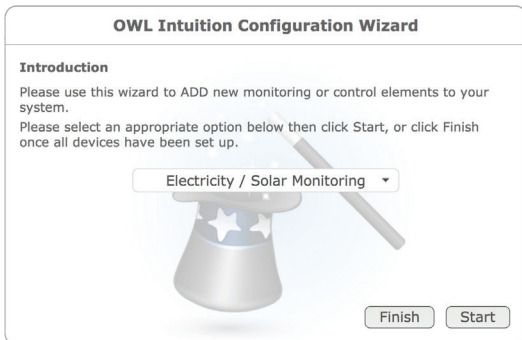 OWL Intuition Configuration Wizard
Introduction
Please use this wizard to ADD new monitoring or control elements to your
system.
Please select an appropriate option below then click Start, or click Finish
once all devices have been set up.
Electricity / Solar Monitoring
Finish
Start